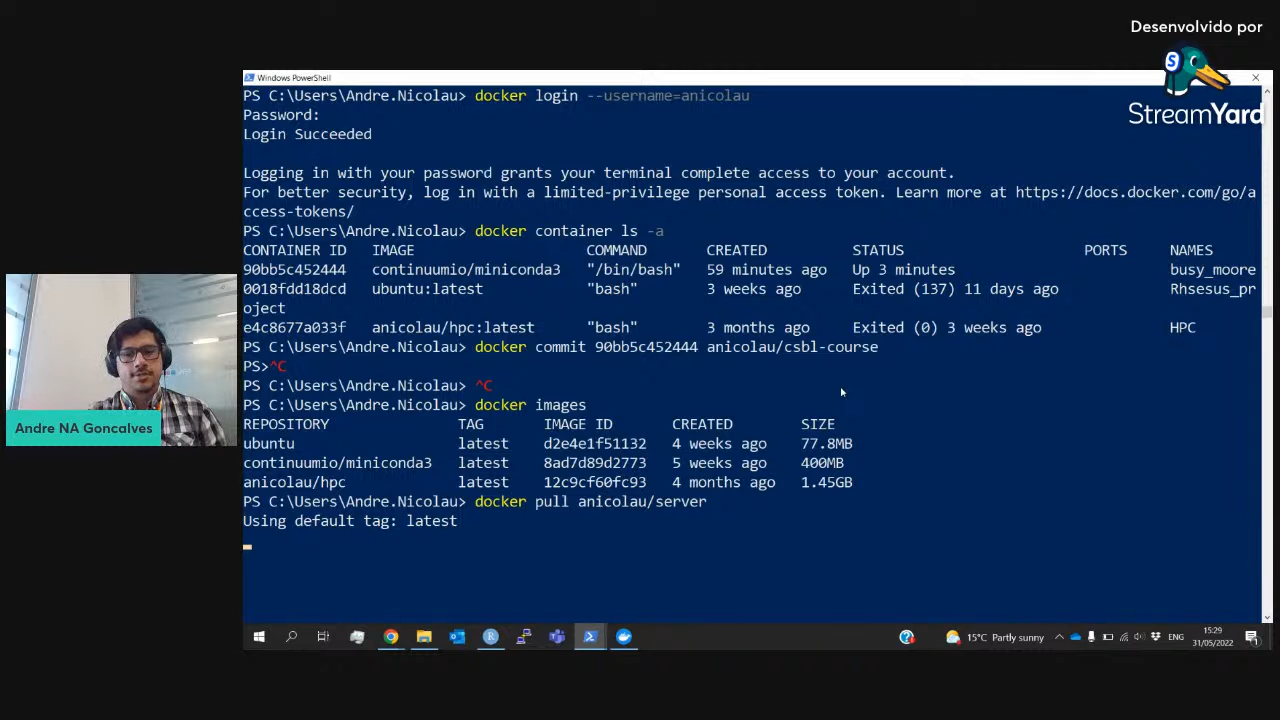 Desenvolvido por
StreamYard
Windows PowerShell
PS C:\Users\Andre.Nicolau> docker login --username=anicolau
Password:
Login Succeeded
Logging in with your password grants your terminal complete access to your account.
For better security, log in with a limited-privilege personal access token. Learn more at https://docs.docker.com/go/a
ccess-tokens/
PS C:\Users\Andre.Nicolau> docker container ls -a
CONTAINER ID IMAGE COMMAND CREATED STATUS PORTS NAMES
90bb5c452444 continuumio/miniconda3 "/bin/bash" 59 minutes ago Up 3 minutes busy_moore
0018fdd18dcd ubuntu:latest "bash" 3 weeks ago Exited (137) 11 days ago Rhsesus_pr
oject
e4c8677a033f anicolau/hpc:latest "bash" 3 months ago Exited (0) 3 weeks ago HPC
PS C:\Users\Andre.Nicolau> docker commit 90bb5c452444 anicolau/csbl-course
PS>^C
PS C:\Users\Andre.Nicolau> ^C
PS C:\Users\Andre.Nicolau> docker images
REPOSITORY TAG IMAGE ID CREATED SIZE
ubuntu latest d2e4e1f51132 4 weeks ago 77.8MB
continuumio/miniconda3 latest 8ad7d89d2773 5 weeks ago 400MB
anicolau/hpc latest 12c9cf60fc93 4 months ago 1.45GB
PS C:\Users\Andre.Nicolau> docker pull anicolau/server
Using default tag: latest
Andre NA Goncalves
15°C Partly sunny
ENG
15:29
31/05/2022